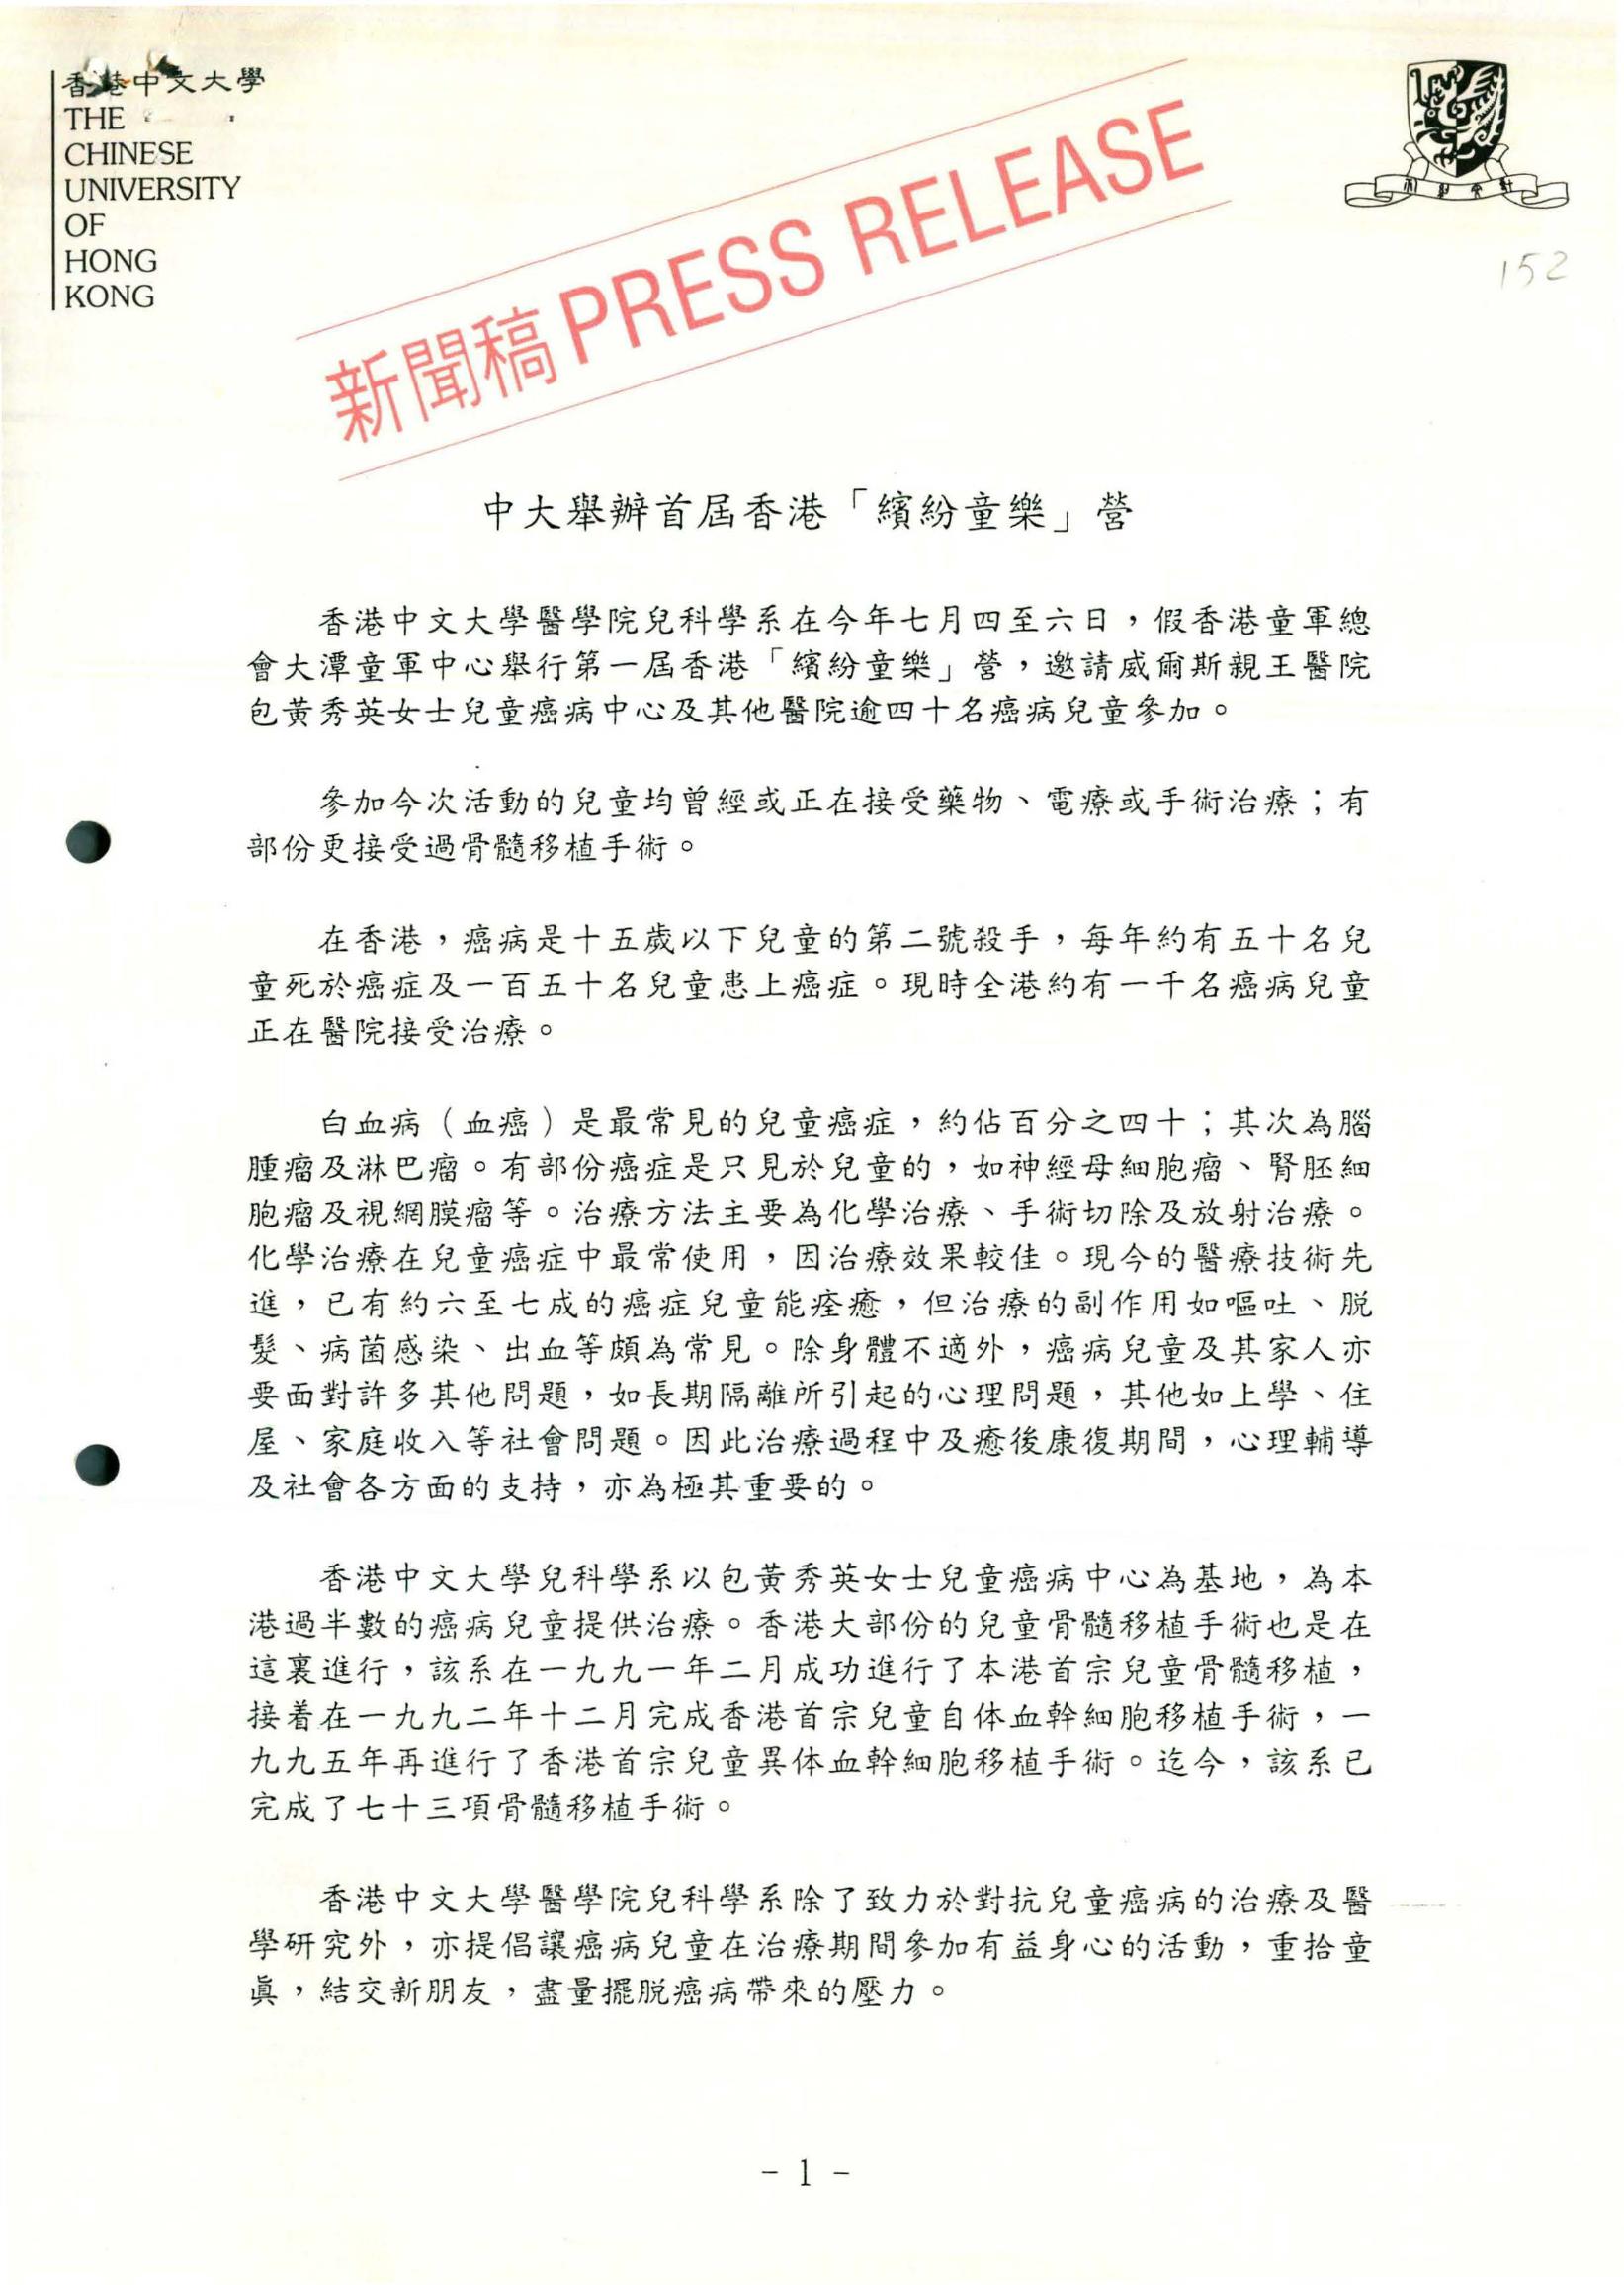 香港中文大學
THE
CHINESE
UNIVERSITY
OF
HONG
KONG
新聞稿 PRESS RELEASE
152
中大舉辦首屆香港「繽紛童樂」營
香港中文大學醫學院兒科學系在今年七月四至六日，假香港童軍總
會大潭童軍中心舉行第一屆香港「繽紛童樂」營，邀請威爾斯親王醫院
包黃秀英女士兒童癌病中心及其他醫院逾四十名癌病兒童參加。
參加今次活動的兒童均曾經或正在接受藥物、電療或手術治療；有
部份更接受過骨髓移植手術。
在香港，癌病是十五歲以下兒童的第二號殺手，每年約有五十名兒
童死於癌症及一百五十名兒童患上癌症。現時全港約有一千名癌病兒童
正在醫院接受治療。
白血病（血癌）是最常見的兒童癌症，約佔百分之四十；其次為腦
腫瘤及淋巴瘤。有部份癌症是只見於兒童的，如神經母細胞瘤、腎胚細
胞瘤及視網膜瘤等。治療方法主要為化學治療、手術切除及放射治療。
化學治療在兒童癌症中最常使用，因治療效果較佳。現今的醫療技術先
進，已有約六至七成的癌症兒童能痊癒，但治療的副作用如嘔吐、脫
髮、病菌感染、出血等頗為常見。除身體不適外，癌病兒童及其家人亦
要面對許多其他問題，如長期隔離所引起的心理問題，其他如上學、住
屋、家庭收入等社會問題。因此治療過程中及癒後康復期間，心理輔導
及社會各方面的支持，亦為極其重要的。
香港中文大學兒科學系以包黃秀英女士兒童癌病中心為基地，為本
港過半數的癌病兒童提供治療。香港大部份的兒童骨髓移植手術也是在
這裏進行，該系在一九九一年二月成功進行了本港首宗兒童骨髓移植，
接着在一九九二年十二月完成香港首宗兒童自体血幹細胞移植手術，一
九九五年再進行了香港首宗兒童異体血幹細胞移植手術。迄今，該系已
完成了七十三項骨髓移植手術。
香港中文大學醫學院兒科學系除了致力於對抗兒童癌病的治療及醫
學研究外，亦提倡讓癌病兒童在治療期間參加有益身心的活動，重拾童
眞，結交新朋友，盡量擺脫癌病帶來的壓力。
- 1 -